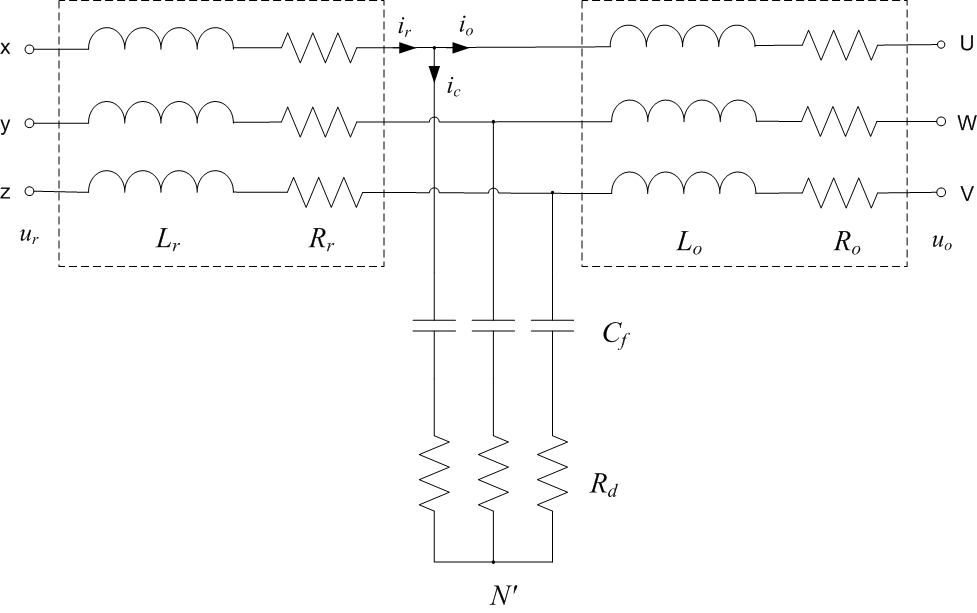 x
i_r
i_o
U
i_c
y
W
z
V
u_r
L_r
R_r
L_o
R_o
u_o
C_f
R_d
N'